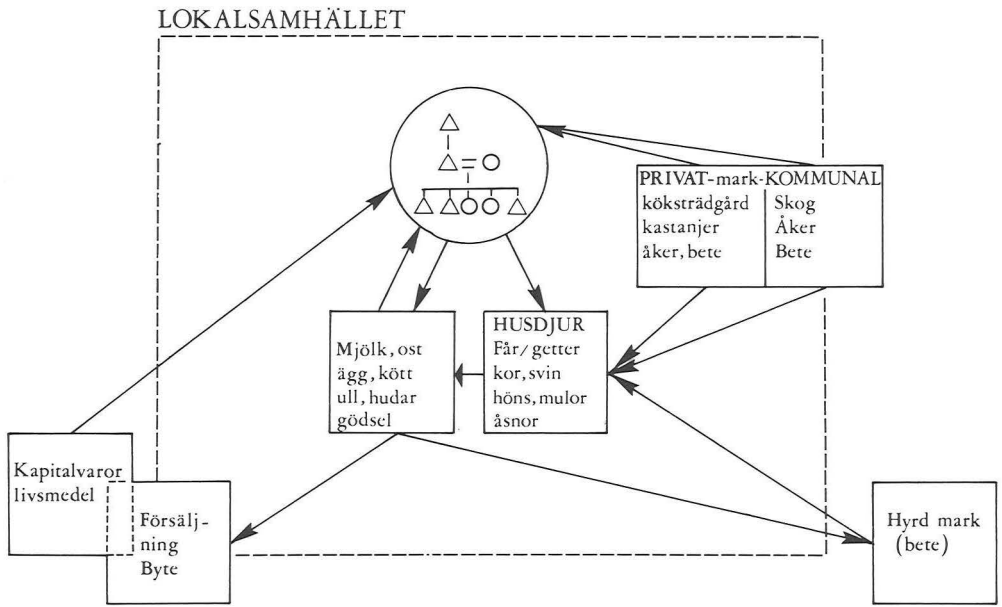 LOKALSAMHÄLLET
PRIVAT-mark-KOMMUNAL
köksträdgård
kastanjer
åker, bete
Skog
Åker
Bete
Mjölk, ost
ägg, kött
ull, hudar
gödsel
HUSDJUR
Får/getter
kor, svin
höns, mulor
åsnor
Kapitalvaror
livsmedel
Försälj-
ning
Byte
Hyrd mark
(bete)